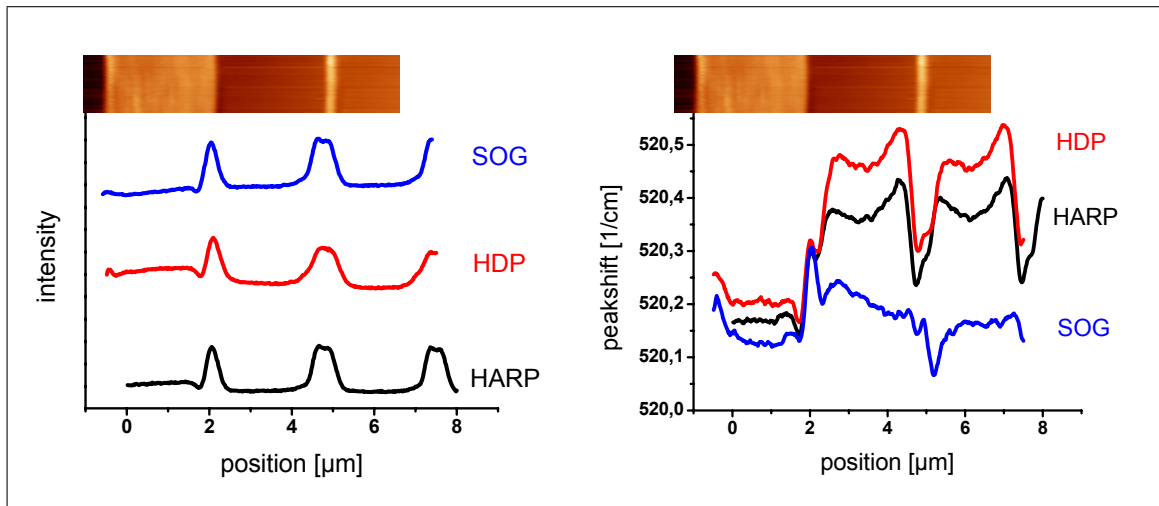 SOG
HDP
HARP
intensity
0 2 4 6 8
position [µm]
520,5
520,4
520,3
520,2
520,1
520,0
HDP
HARP
SOG
peakshift [1/cm]
0 2 4 6 8
position [µm]